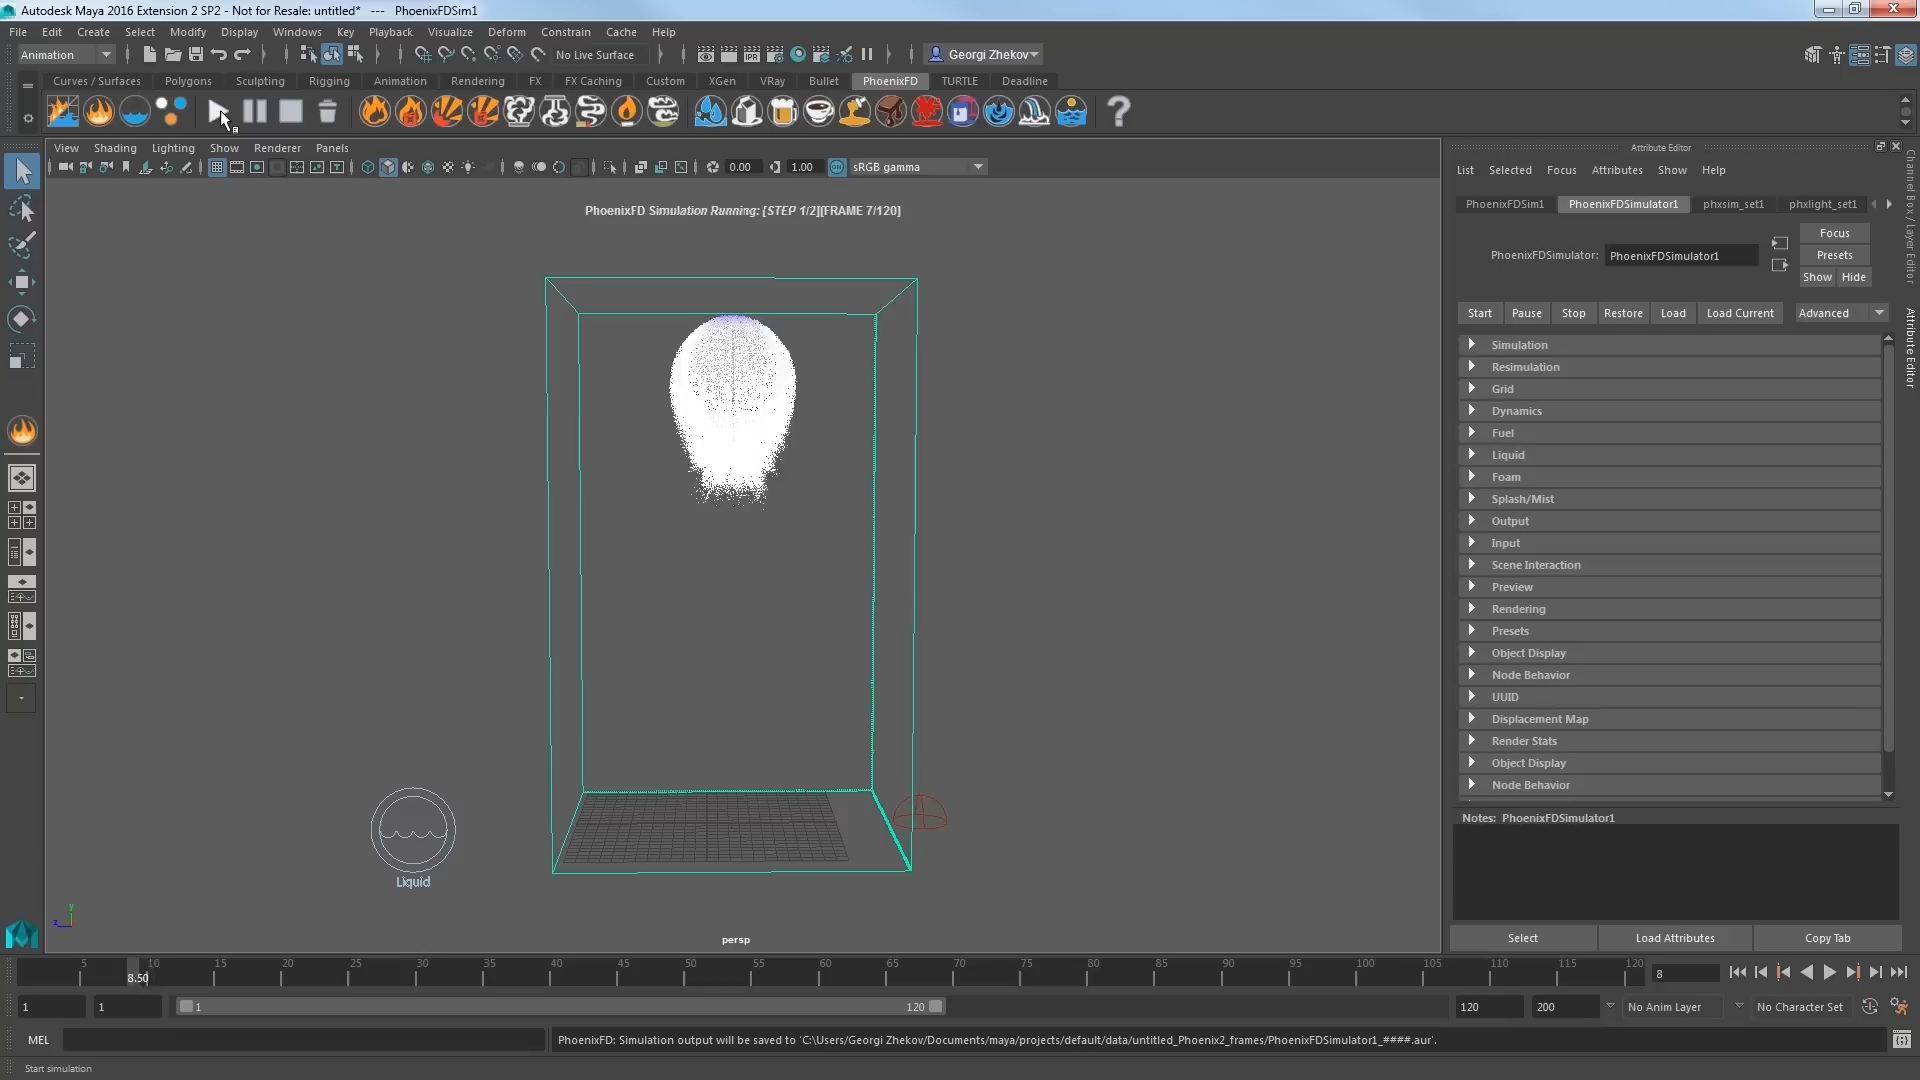 Autodesk Maya 2016 Extension 2 SP2 - Not for Resale: untitled* --- PhoenixFDSim1
File Edit Create Select Modify Display Windows Key Playback Visualize Deform Constrain Cache Help
Animation No Live Surface Georgi Zhekov
Curves / Surfaces Polygons Sculpting Rigging Animation Rendering FX FX Caching Custom XGen VRay Bullet PhoenixFD TURTLE Deadline
View Shading Lighting Show Renderer Panels
0.00 1.00 sRGB gamma
PhoenixFD Simulation Running: [STEP 1/2][FRAME 7/120]
Liquid
persp
Attribute Editor
List Selected Focus Attributes Show Help
PhoenixFDSim1 PhoenixFDSimulator1 phxsim_set1 phxlight_set1
Focus
PhoenixFDSimulator: PhoenixFDSimulator1
Presets
Show Hide
Start Pause Stop Restore Load Load Current Advanced
Simulation
Resimulation
Grid
Dynamics
Fuel
Liquid
Foam
Splash/Mist
Output
Input
Scene Interaction
Preview
Rendering
Presets
Object Display
Node Behavior
UUID
Displacement Map
Render Stats
Object Display
Node Behavior
Notes: PhoenixFDSimulator1
Select Load Attributes Copy Tab
Channel Box / Layer Editor
Attribute Editor
5 10 15 20 25 30 35 40 45 50 55 60 65 70 75 80 85 90 95 100 105 110 115 120
8.50
8
1 1 1 120 120 200 No Anim Layer No Character Set
MEL PhoenixFD: Simulation output will be saved to 'C:\Users/Georgi Zhekov/Documents/maya/projects/default/data/untitled_Phoenix2_frames/PhoenixFDSimulator1_####.aur'.
Start simulation